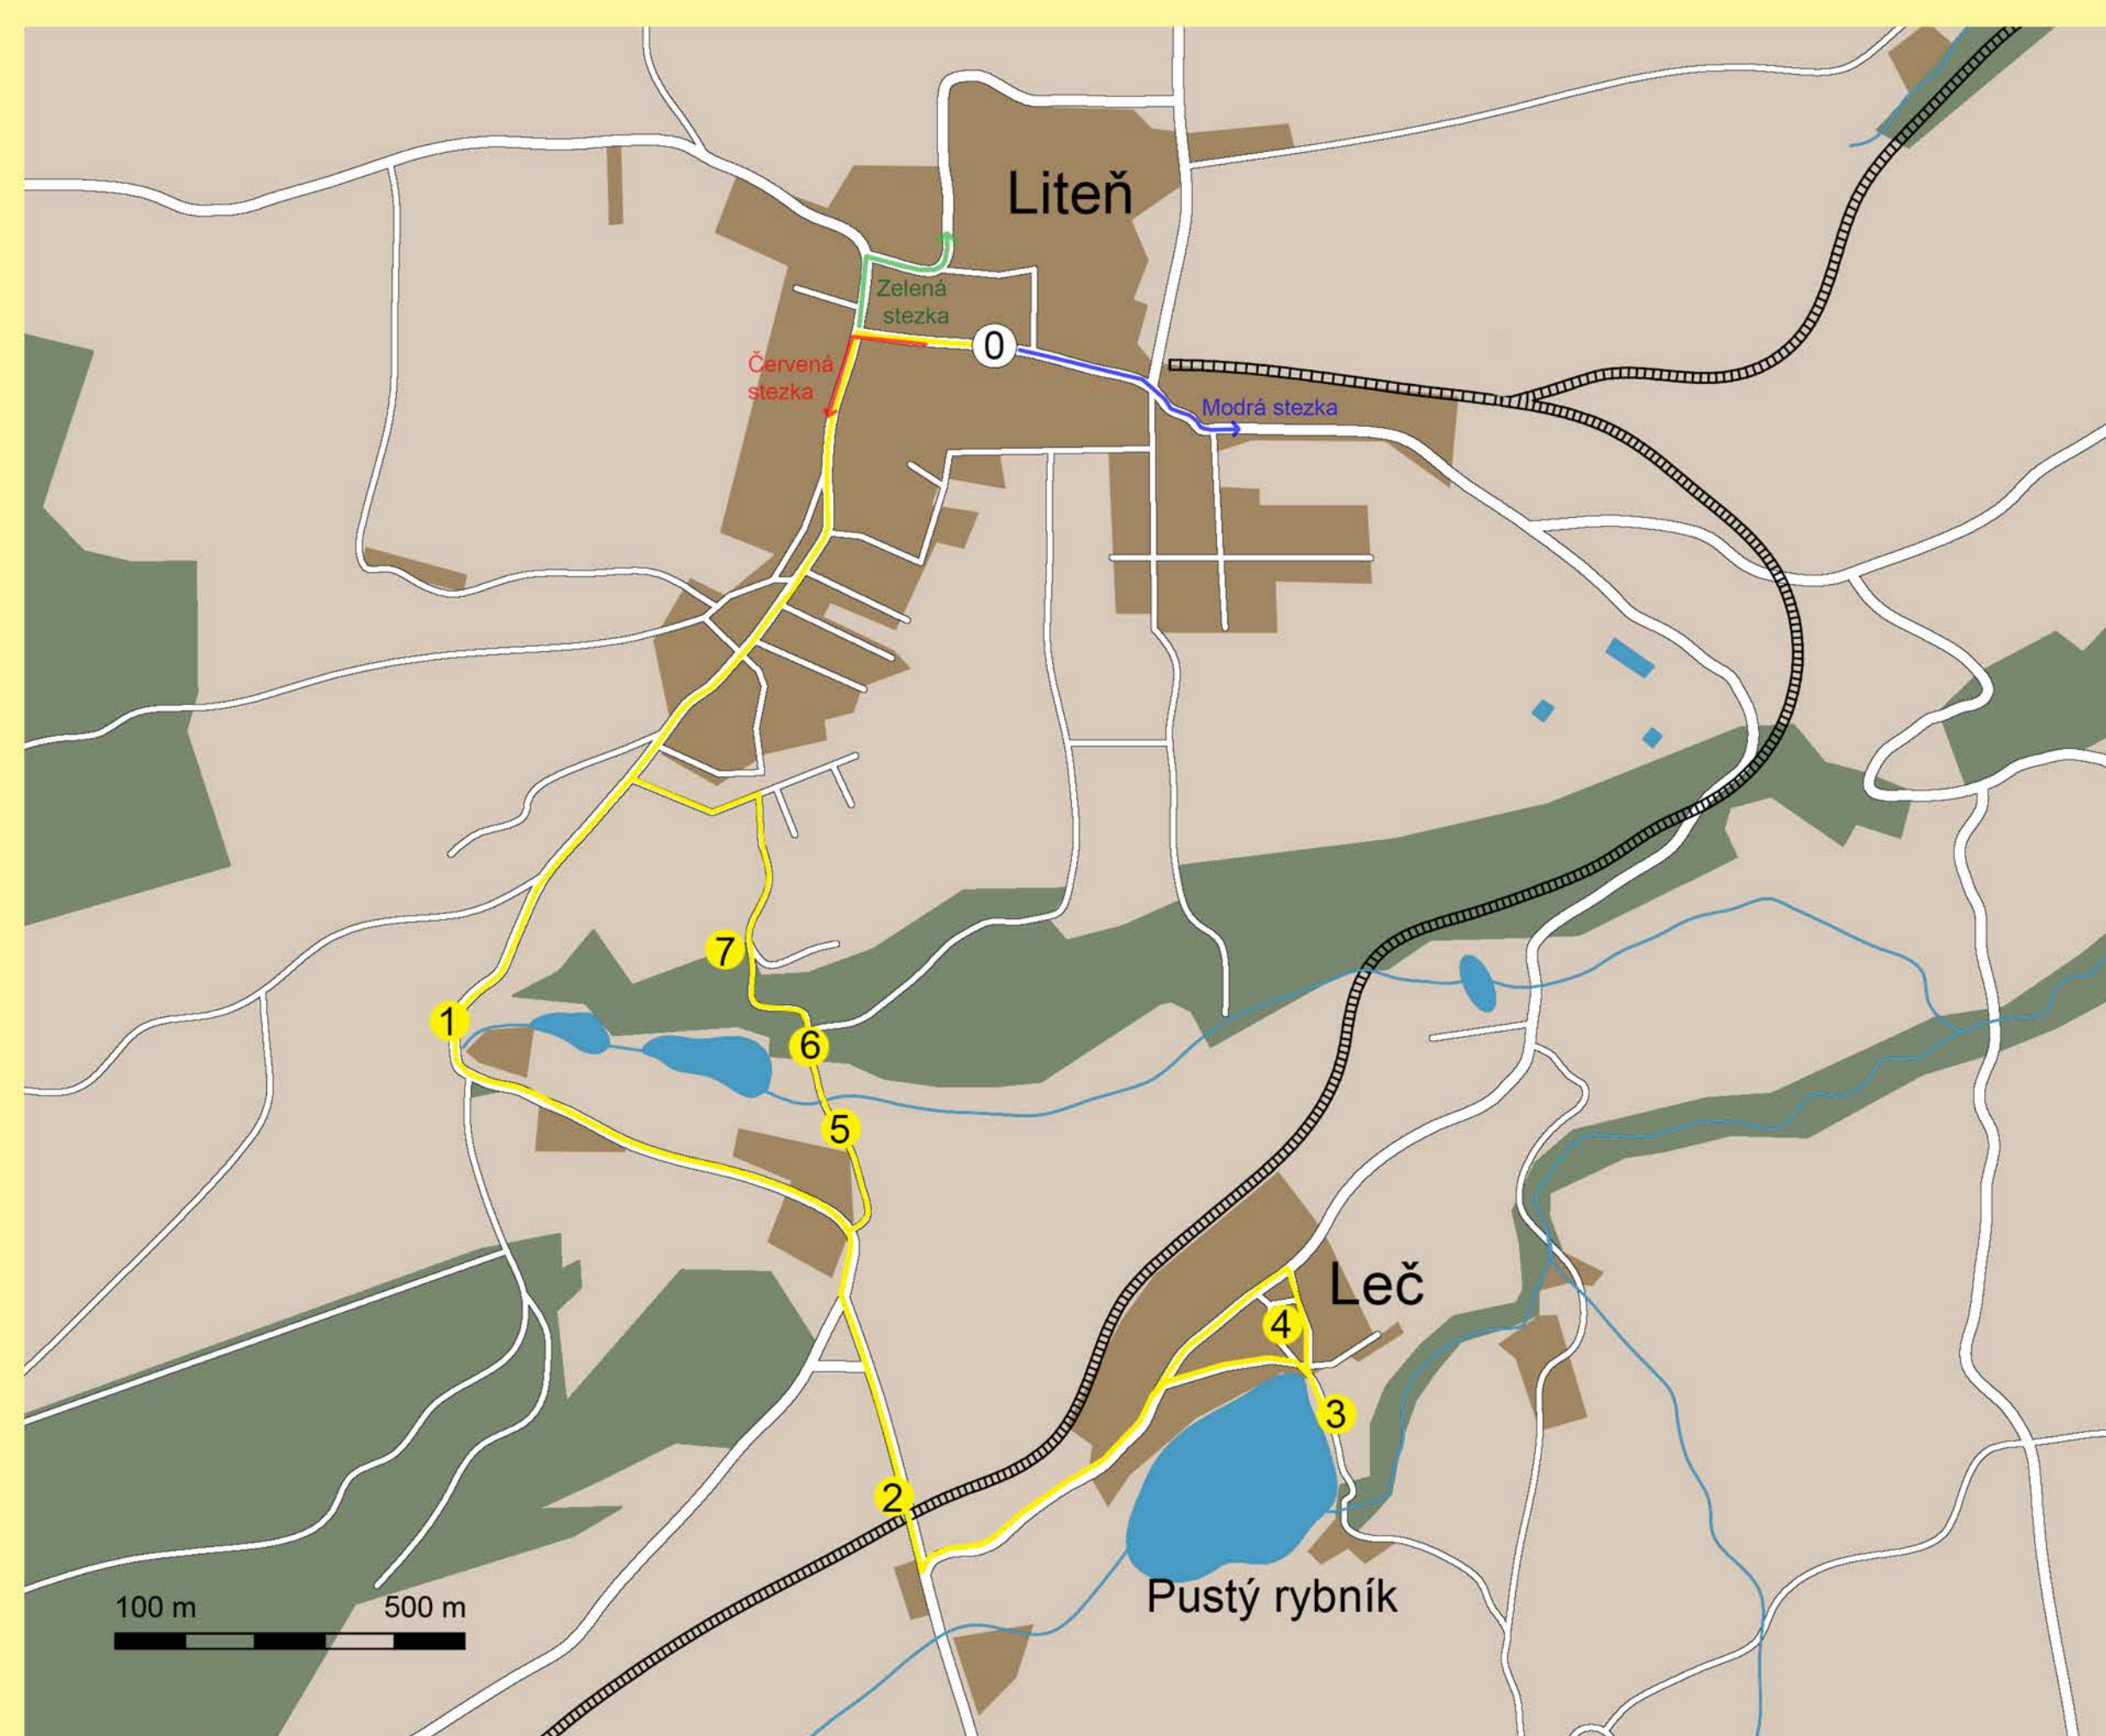 Liteň
Zelená
stezka
0
Červená
stezka
Modrá stezka
7
1
6
5
Leč
4
3
2
Pustý rybník
100 m 500 m